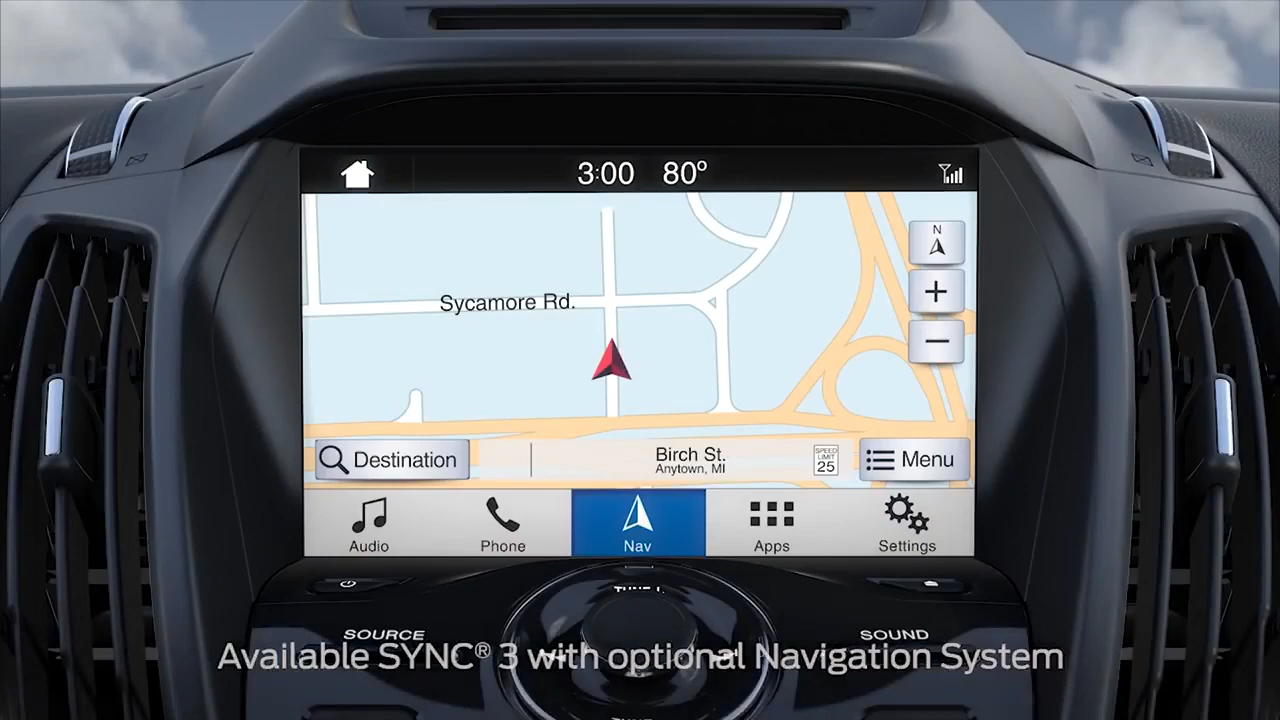 3:00 80º
N
Sycamore Rd.
Destination
Birch St.
Anytown, MI
SPEED
LIMIT
25
Menu
Audio
Phone
Nav
Apps
Settings
SOURCE
SOUND
Available SYNC® 3 with optional Navigation System